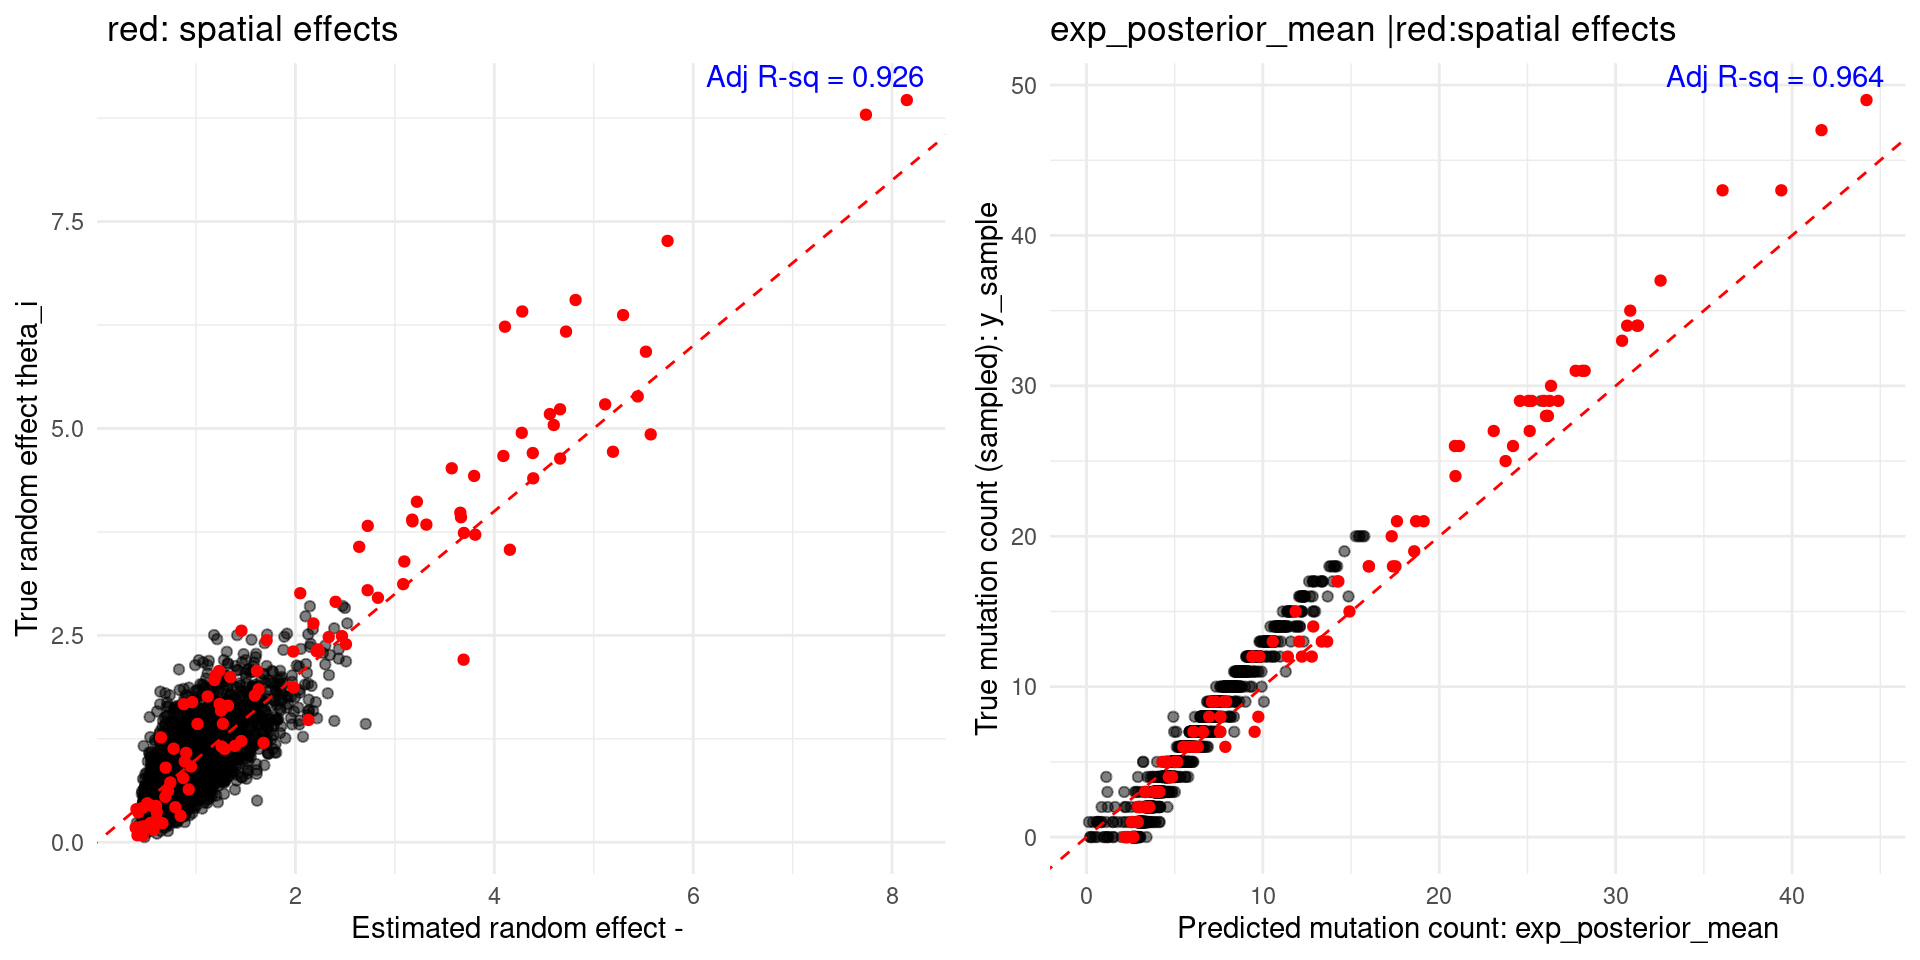 red: spatial effects
Adj R-sq = 0.926
True random effect theta_i
7.5
5.0
2.5
0.0
2
4
6
8
Estimated random effect -
exp_posterior_mean |red:spatial effects
Adj R-sq = 0.964
True mutation count (sampled): y_sample
50
40
30
20
10
0
0
10
20
30
40
Predicted mutation count: exp_posterior_mean